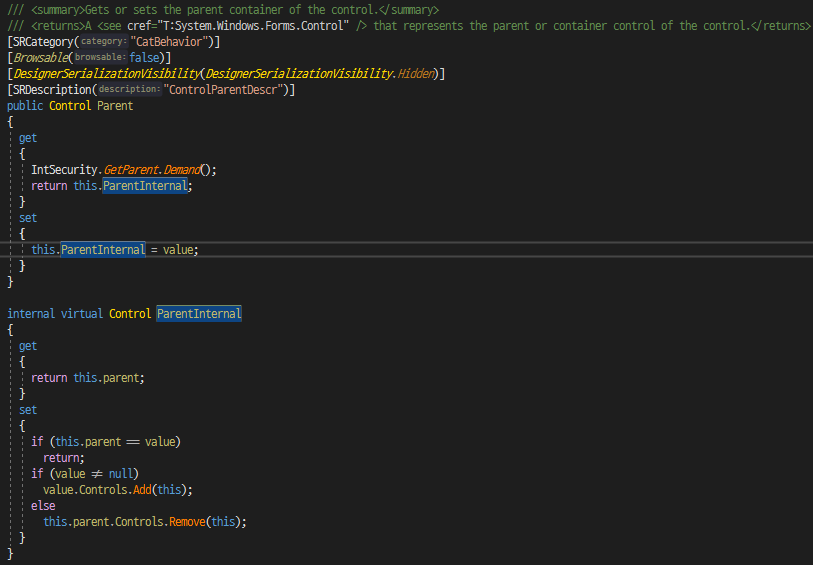 /// <summary>Gets or sets the parent container of the control.</summary>
/// <returns>A <see cref="T:System.Windows.Forms.Control" /> that represents the parent or container control of the control.</returns>
[SRCategory(category:"CatBehavior")]
[Browsable(browsable:false)]
[DesignerSerializationVisibility(DesignerSerializationVisibility.Hidden)]
[SRDescription(description:"ControlParentDescr")]
public Control Parent
{
get
{
IntSecurity.GetParent.Demand();
return this.ParentInternal;
}
set
{
this.ParentInternal = value;
}
}
internal virtual Control ParentInternal
{
get
{
return this.parent;
}
set
{
if (this.parent == value)
return;
if (value ≠ null)
value.Controls.Add(this);
else
this.parent.Controls.Remove(this);
}
}